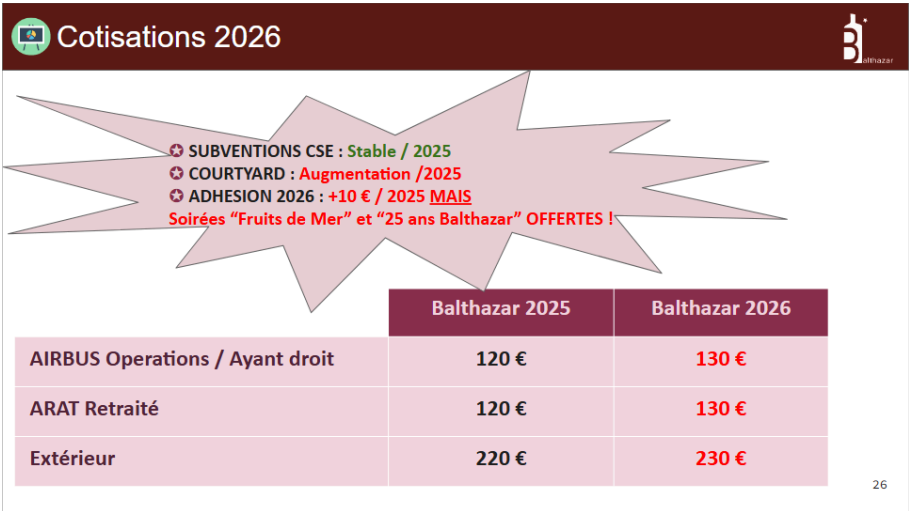 Cotisations 2026
Balthazar
✪ SUBVENTIONS CSE : Stable / 2025
✪ COURTYARD : Augmentation /2025
✪ ADHESION 2026 : +10 € / 2025 MAIS
Soirées “Fruits de Mer” et “25 ans Balthazar” OFFERTES !
Balthazar 2025 Balthazar 2026
AIRBUS Operations / Ayant droit 120 € 130 €
ARAT Retraité 120 € 130 €
Extérieur 220 € 230 €
26